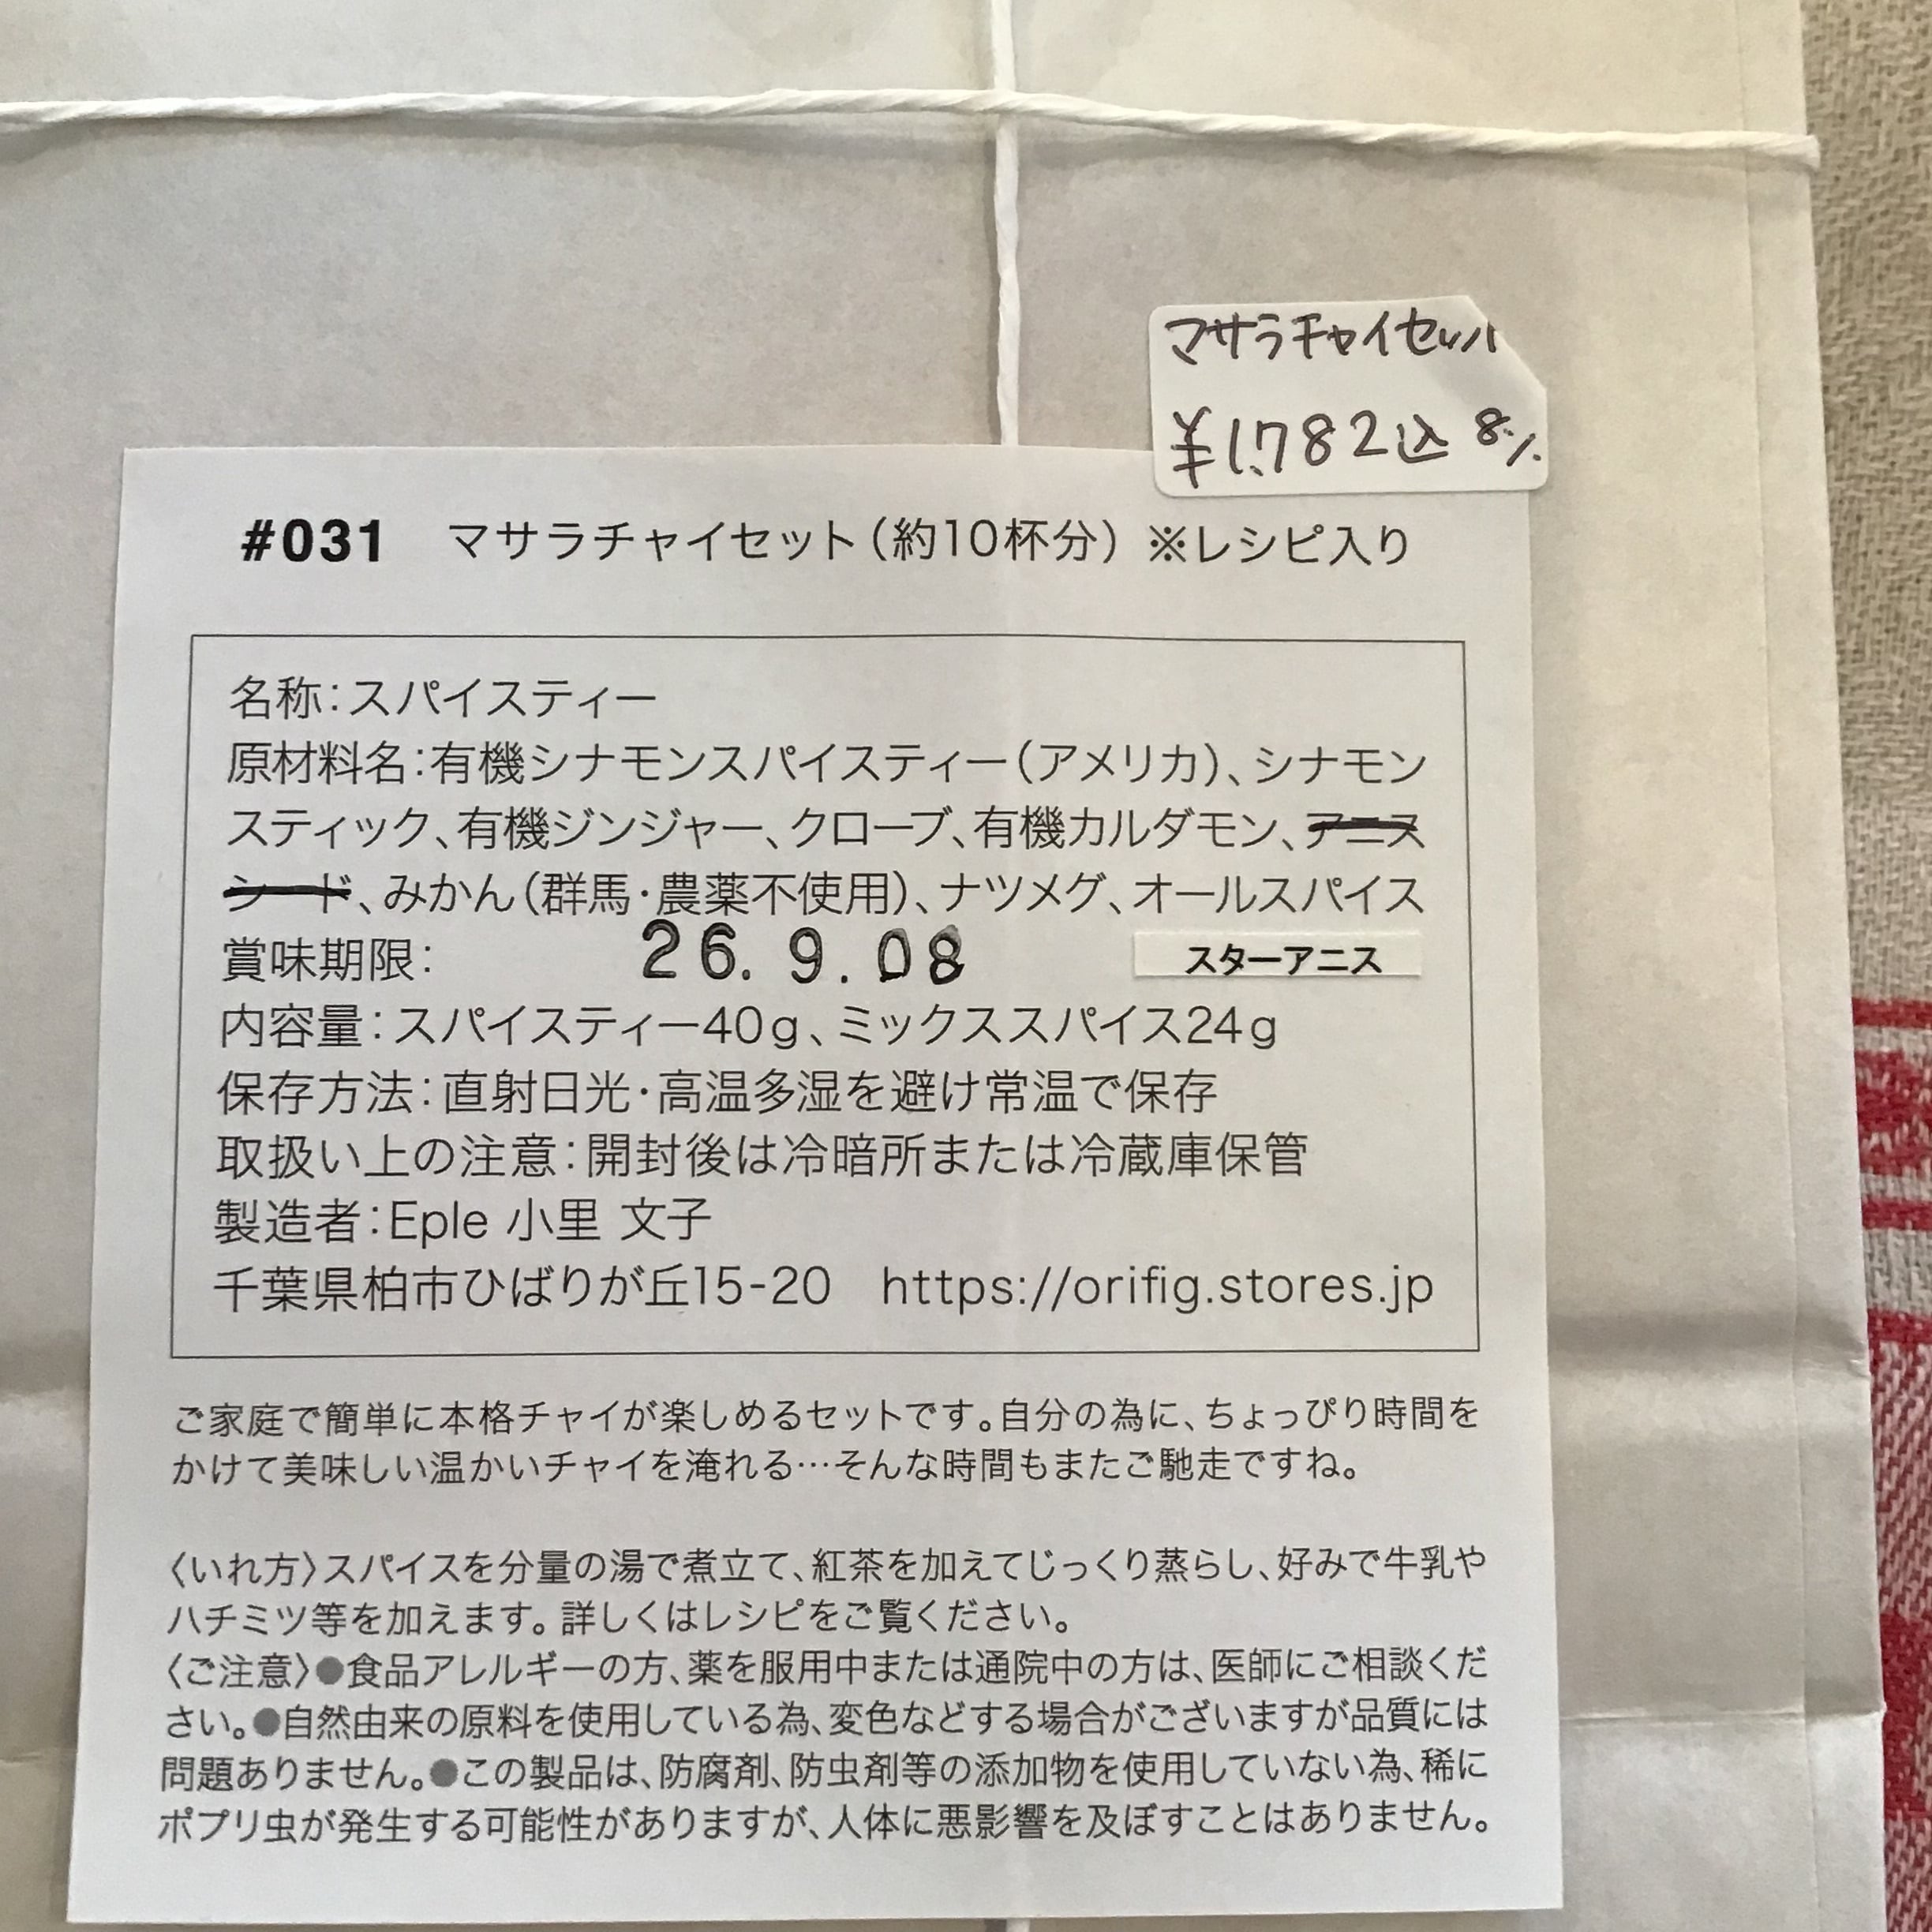 マサラチャイセット
¥1,782込 8%
#031 マサラチャイセット（約10杯分）※レシピ入り
名称：スパイスティー
原材料名：有機シナモンスパイスティー（アメリカ）、シナモン
スティック、有機ジンジャー、クローブ、有機カルダモン、アニス
シード、みかん（群馬・農薬不使用）、ナツメグ、オールスパイス
賞味期限： 26.9.08 スターアニス
内容量：スパイスティー40g、ミックススパイス24g
保存方法：直射日光・高温多湿を避け常温で保存
取扱い上の注意：開封後は冷暗所または冷蔵庫保管
製造者：Eple 小里 文子
千葉県柏市ひばりが丘15-20 https://orifig.stores.jp
ご家庭で簡単に本格チャイが楽しめるセットです。自分の為に、ちょっぴり時間を
かけて美味しい温かいチャイを淹れる…そんな時間もまたご馳走ですね。
〈いれ方〉スパイスを分量の湯で煮立て、紅茶を加えてじっくり蒸らし、好みで牛乳や
ハチミツ等を加えます。詳しくはレシピをご覧ください。
〈ご注意〉●食品アレルギーの方、薬を服用中または通院中の方は、医師にご相談くだ
さい。●自然由来の原料を使用している為、変色などする場合がございますが品質には
問題ありません。●この製品は、防腐剤、防虫剤等の添加物を使用していない為、稀に
ポプリ虫が発生する可能性がありますが、人体に悪影響を及ぼすことはありません。